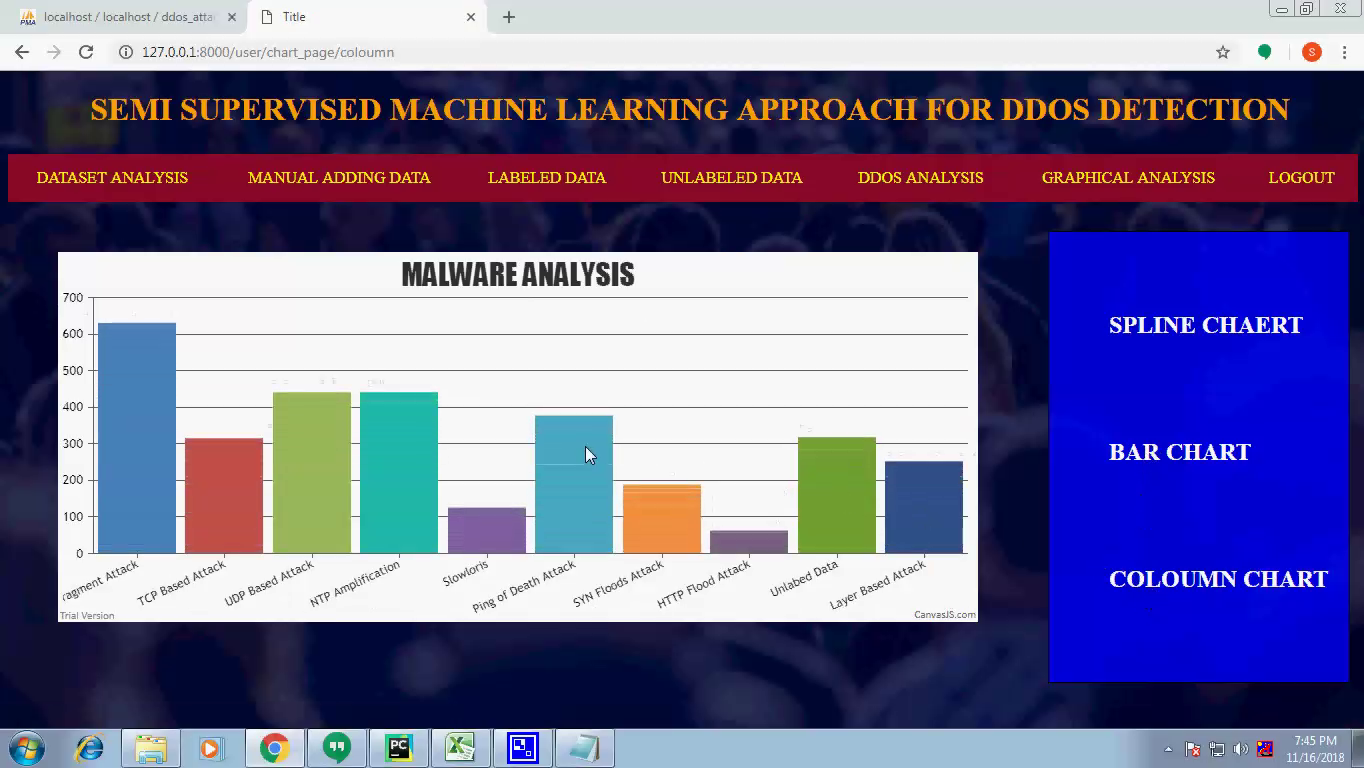 localhost / localhost / ddos_atta
Title
127.0.0.1:8000/user/chart_page/coloumn
S
SEMI SUPERVISED MACHINE LEARNING APPROACH FOR DDOS DETECTION
DATASET ANALYSIS MANUAL ADDING DATA LABELED DATA UNLABELED DATA DDOS ANALYSIS GRAPHICAL ANALYSIS LOGOUT
MALWARE ANALYSIS
700
600
500
400
300
200
100
0
ragment Attack
TCP Based Attack
UDP Based Attack
NTP Amplification
Slowloris
Ping of Death Attack
SYN Floods Attack
HTTP Flood Attack
Unlabed Data
Layer Based Attack
Trial Version
CanvasJS.com
SPLINE CHAERT
BAR CHART
COLOUMN CHART
PMA
PC
7:45 PM
11/16/2018